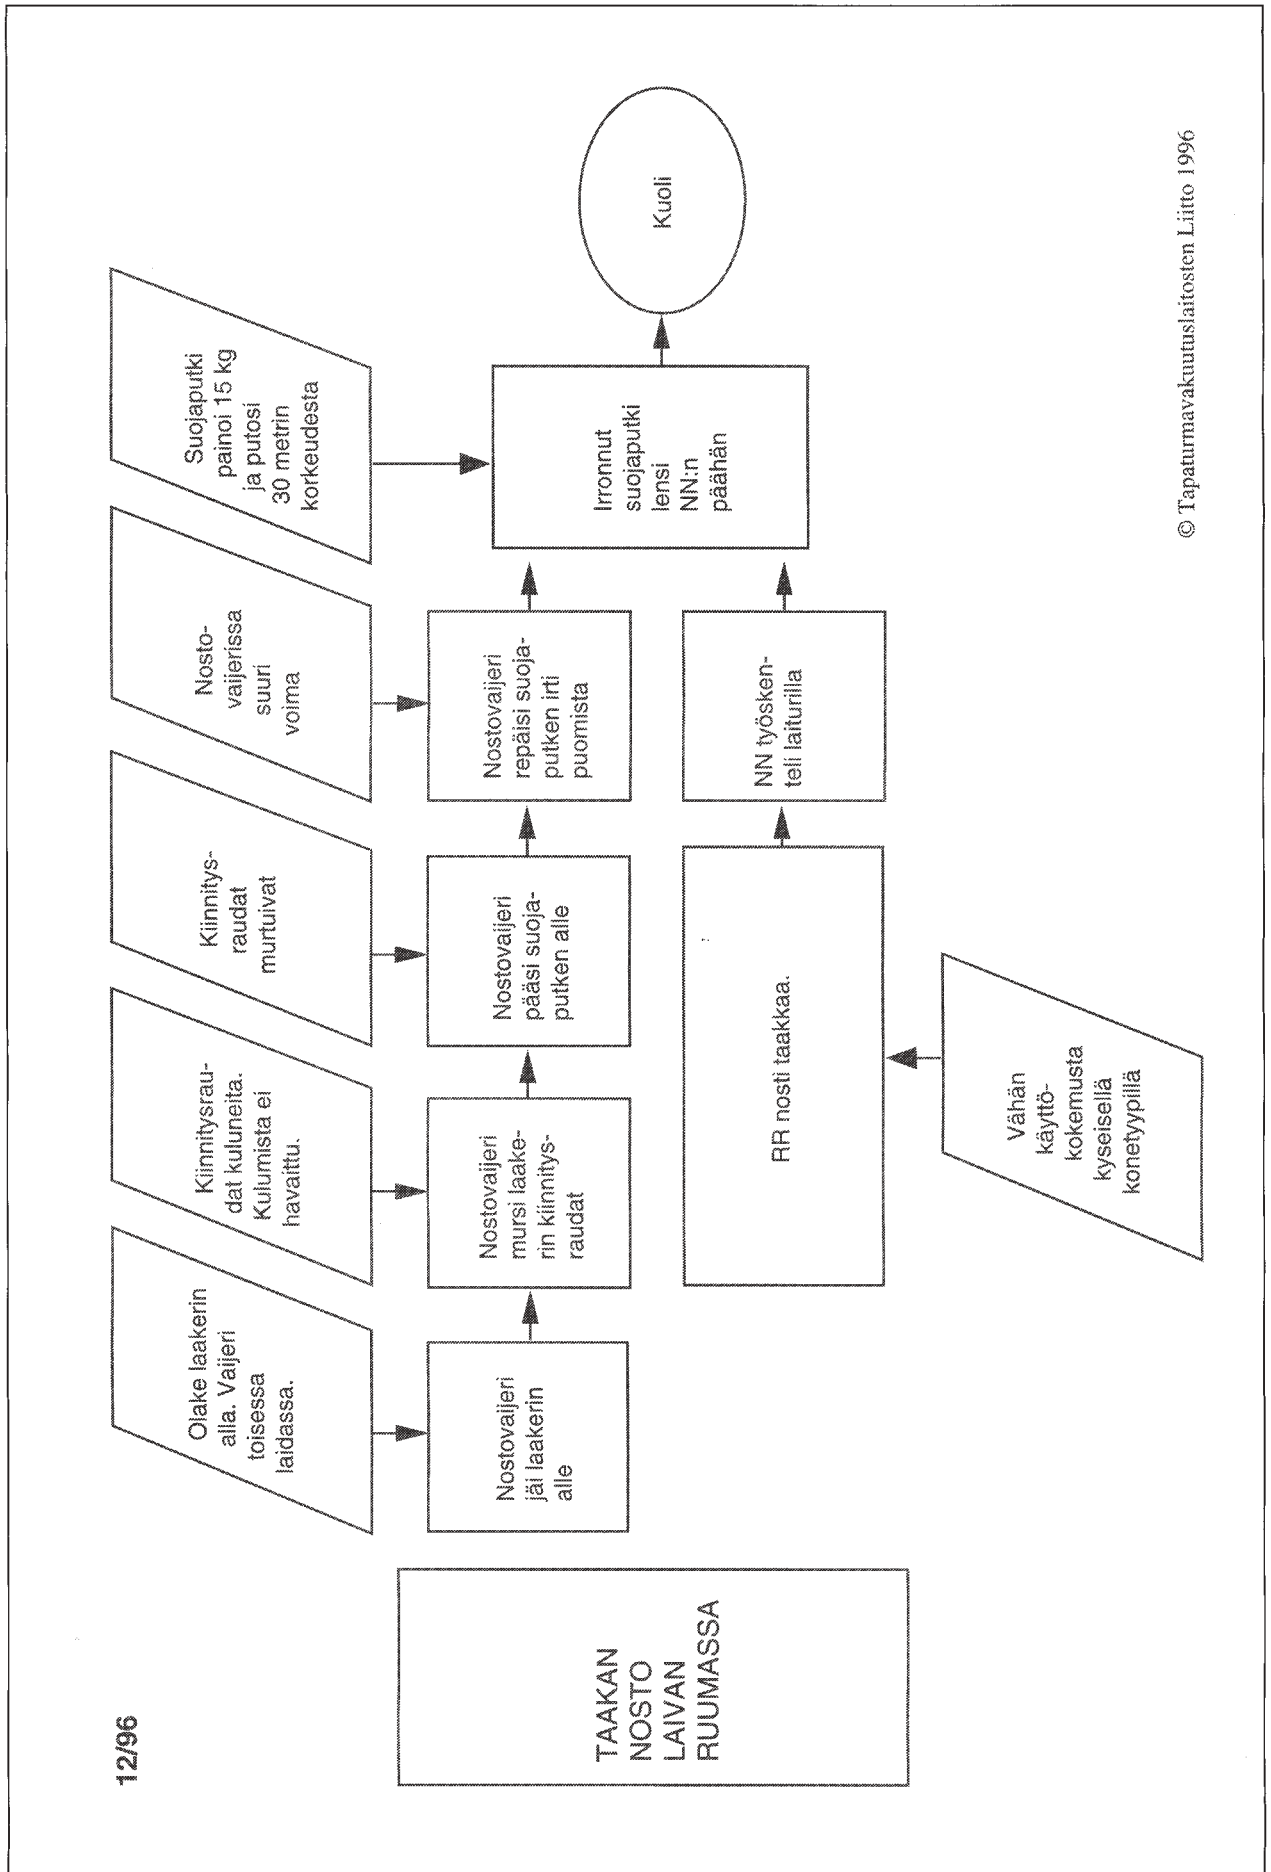 12/96
TAAKAN
NOSTO
LAIVAN
RUUMASSA
Olake laakerin
alla. Vaijeri
toisessa
laidassa.
Kiinnitysrau-
dat kuluneita.
Kulumista ei
havaittu.
Kiinnitys-
raudat
murtuivat
Nosto-
vaijerissa
suuri
voima
Suojaputki
painoi 15 kg
ja putosi
30 metrin
korkeudesta
Nostovaijeri
jäi laakerin
alle
Nostovaijeri
mursi laake-
rin kiinnitys-
raudat
Nostovaijeri
pääsi suoja-
putken alle
Nostovaijeri
repäisi suoja-
putken irti
puomista
Irronnut
suojaputki
lensi
NN:n
päähän
Kuoli
RR nosti taakkaa.
NN työsken-
teli laiturilla
Vähän
käyttö-
kokemusta
kyseisellä
konetyypillä
© Tapaturmavakuutuslaitosten Liitto 1996